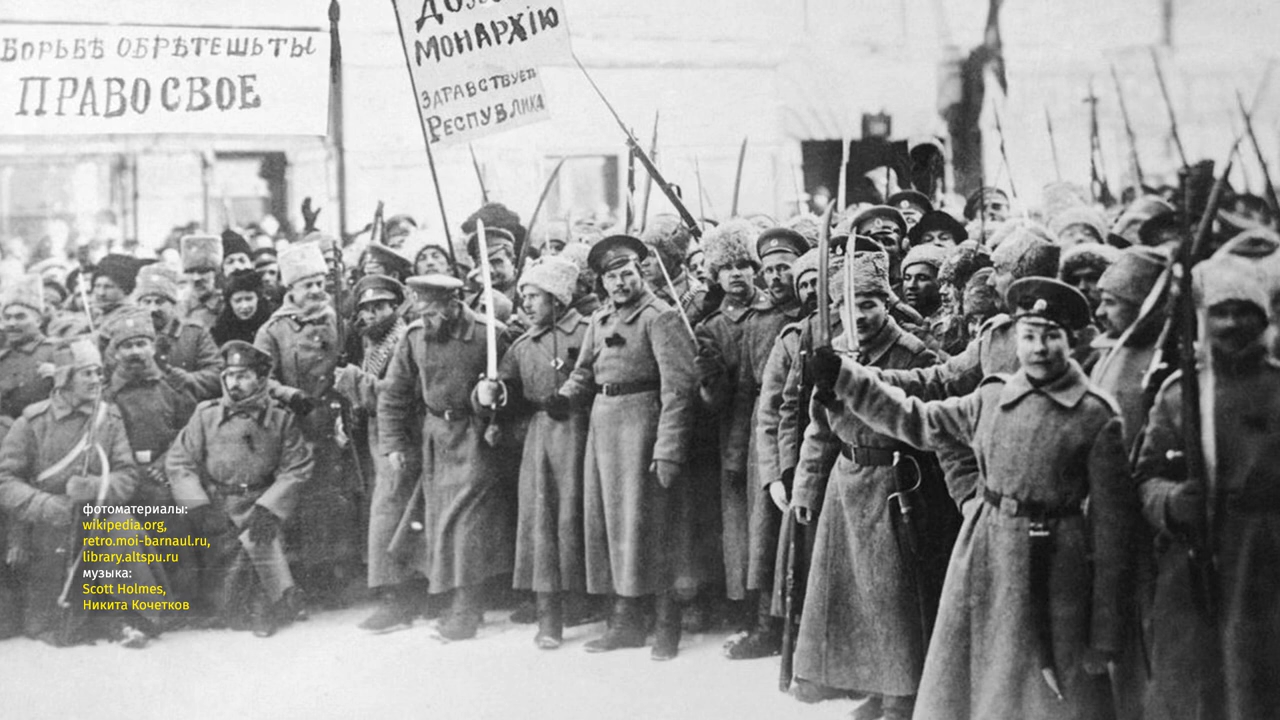 БОРЬБѢ ОБРѢТЕШЬ ТЫ
ПРАВО СВОЕ
МОНАРХІЮ
ЗДРАВСТВУЕТ
РЕСПУБЛИКА
фотоматериалы:
wikipedia.org,
retro.moi-barnaul.ru,
library.altspu.ru
музыка:
Scott Holmes,
Никита Кочетков